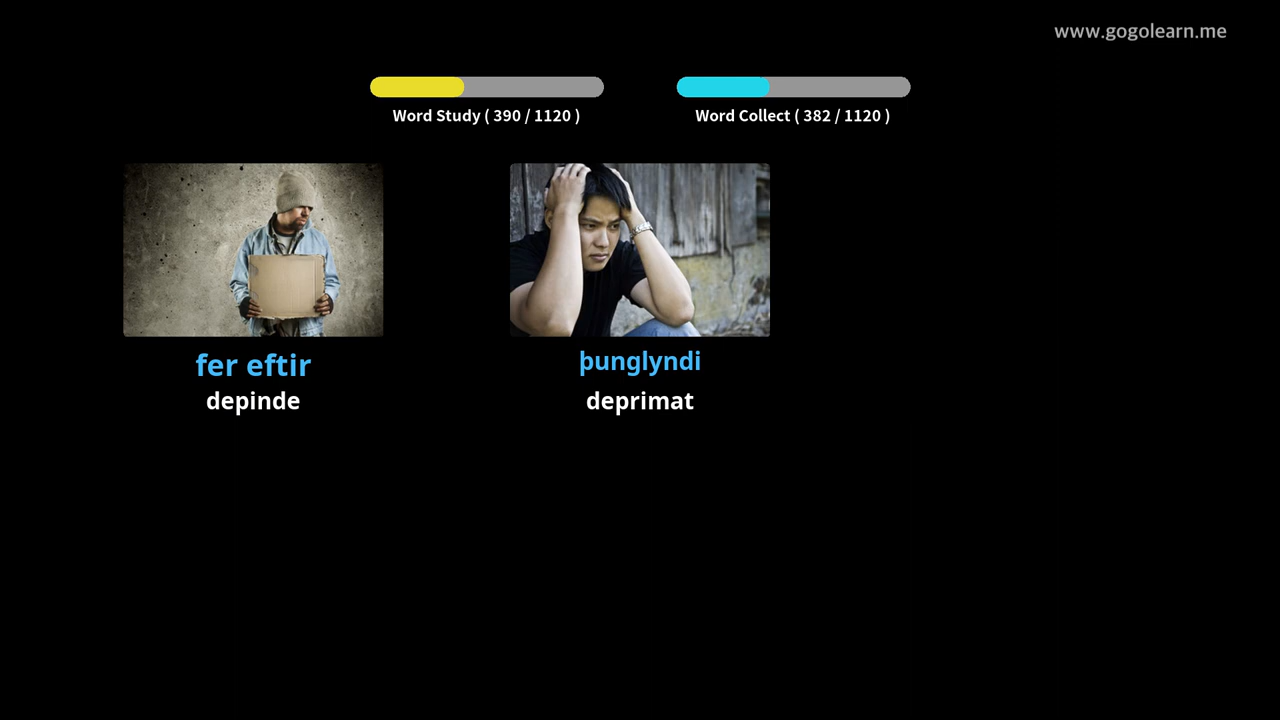 www.gogolearn.me
Word Study ( 390 / 1120 )
Word Collect ( 382 / 1120 )
fer eftir
depinde
þunglyndi
deprimat